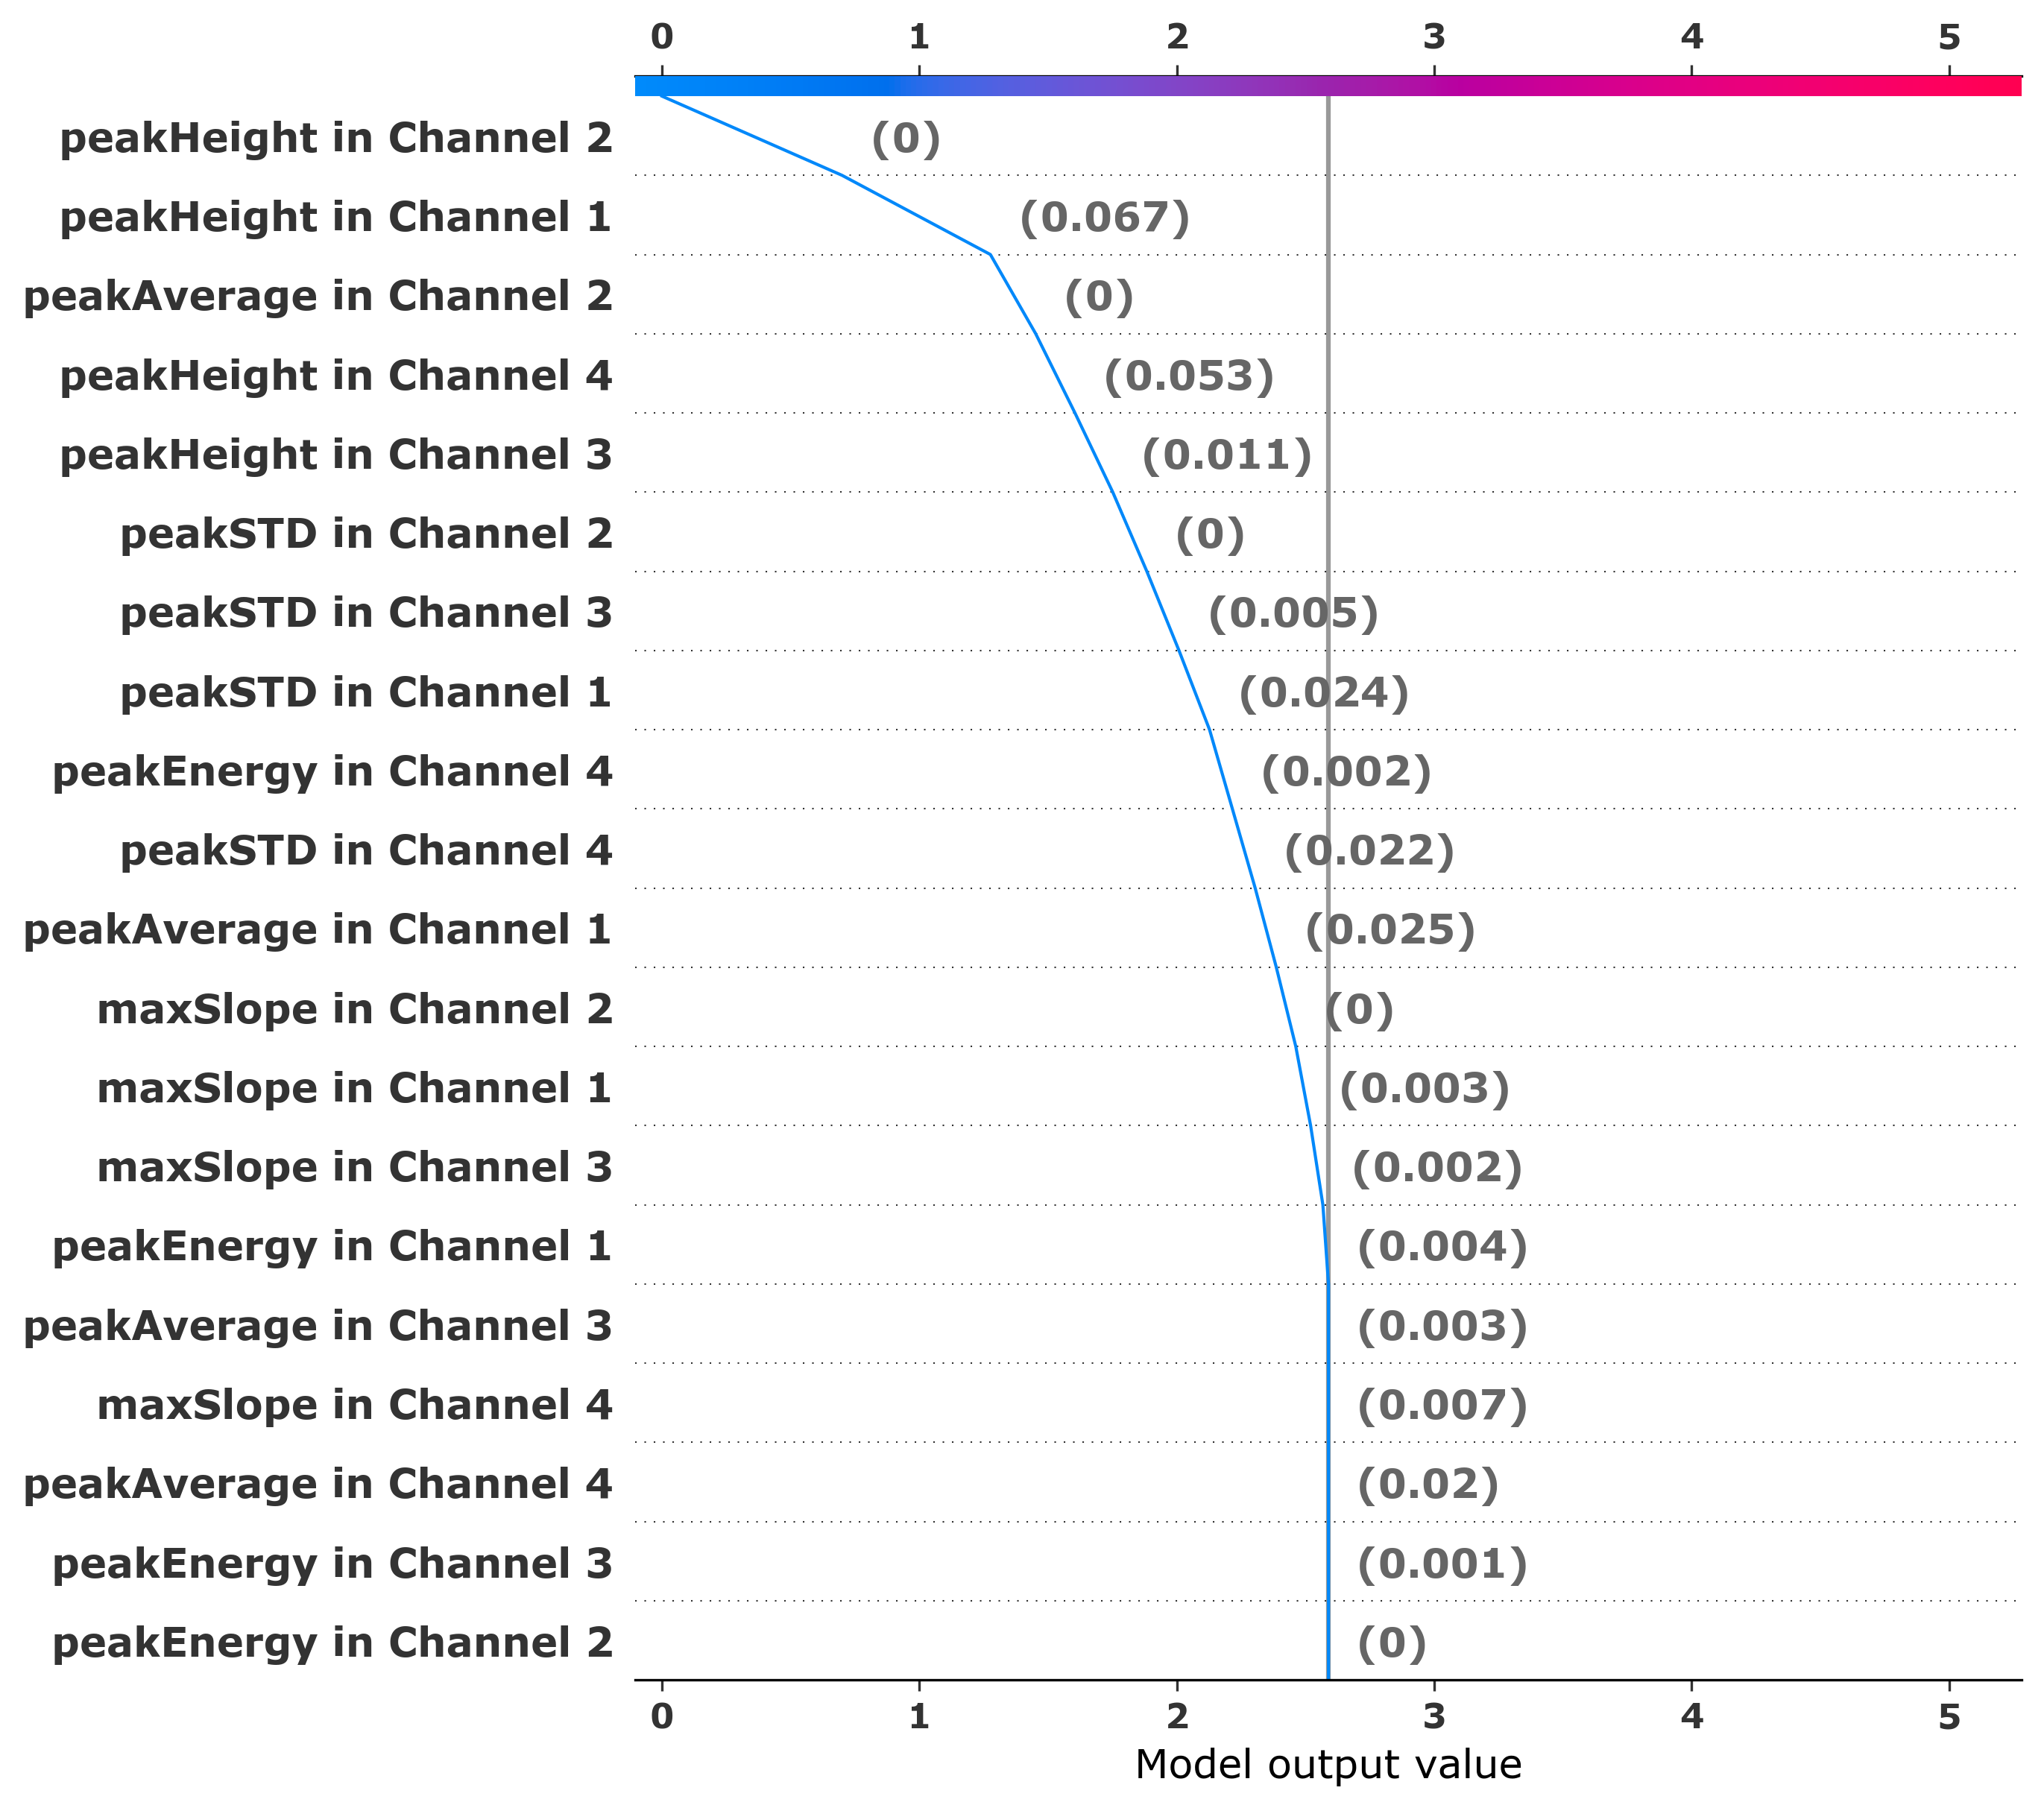 0 1 2 3 4 5
peakHeight in Channel 2 (0)
peakHeight in Channel 1 (0.067)
peakAverage in Channel 2 (0)
peakHeight in Channel 4 (0.053)
peakHeight in Channel 3 (0.011)
peakSTD in Channel 2 (0)
peakSTD in Channel 3 (0.005)
peakSTD in Channel 1 (0.024)
peakEnergy in Channel 4 (0.002)
peakSTD in Channel 4 (0.022)
peakAverage in Channel 1 (0.025)
maxSlope in Channel 2 (0)
maxSlope in Channel 1 (0.003)
maxSlope in Channel 3 (0.002)
peakEnergy in Channel 1 (0.004)
peakAverage in Channel 3 (0.003)
maxSlope in Channel 4 (0.007)
peakAverage in Channel 4 (0.02)
peakEnergy in Channel 3 (0.001)
peakEnergy in Channel 2 (0)
0 1 2 3 4 5
Model output value